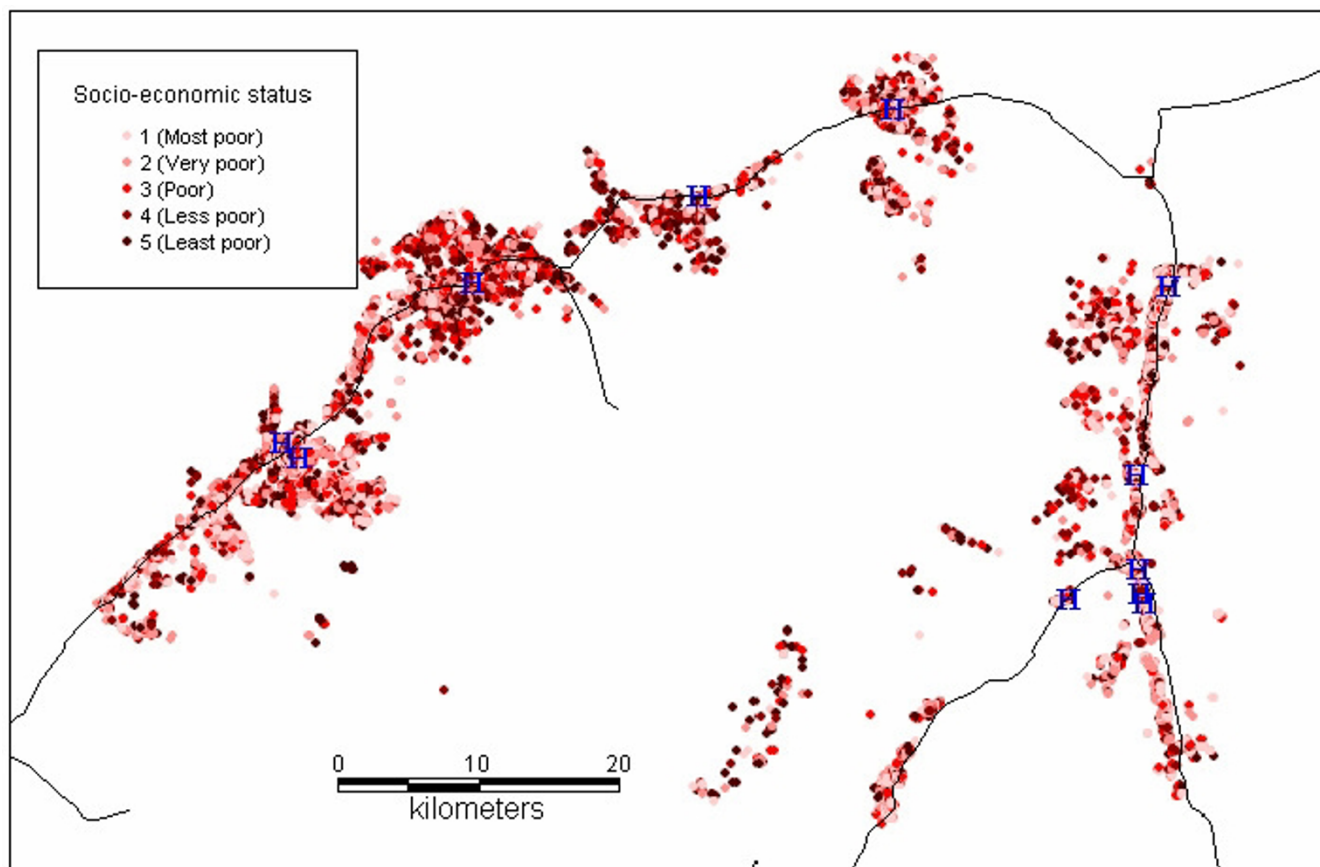 Socio-economic status
1 (Most poor)
2 (Very poor)
3 (Poor)
4 (Less poor)
5 (Least poor)
H
H
H
H
H
H
H
H
H
H
H
0 10 20
kilometers